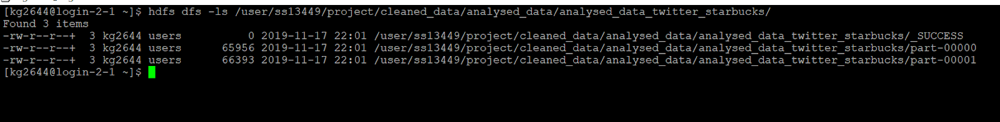 [kg2644@login-2-1 ~]$ hdfs dfs -ls /user/ss13449/project/cleaned_data/analysed_data/analysed_data_twitter_starbucks/
Found 3 items
-rw-r--r--+  3 kg2644 users          0 2019-11-17 22:01 /user/ss13449/project/cleaned_data/analysed_data/analysed_data_twitter_starbucks/_SUCCESS
-rw-r--r--+  3 kg2644 users      65956 2019-11-17 22:01 /user/ss13449/project/cleaned_data/analysed_data/analysed_data_twitter_starbucks/part-00000
-rw-r--r--+  3 kg2644 users      66393 2019-11-17 22:01 /user/ss13449/project/cleaned_data/analysed_data/analysed_data_twitter_starbucks/part-00001
[kg2644@login-2-1 ~]$